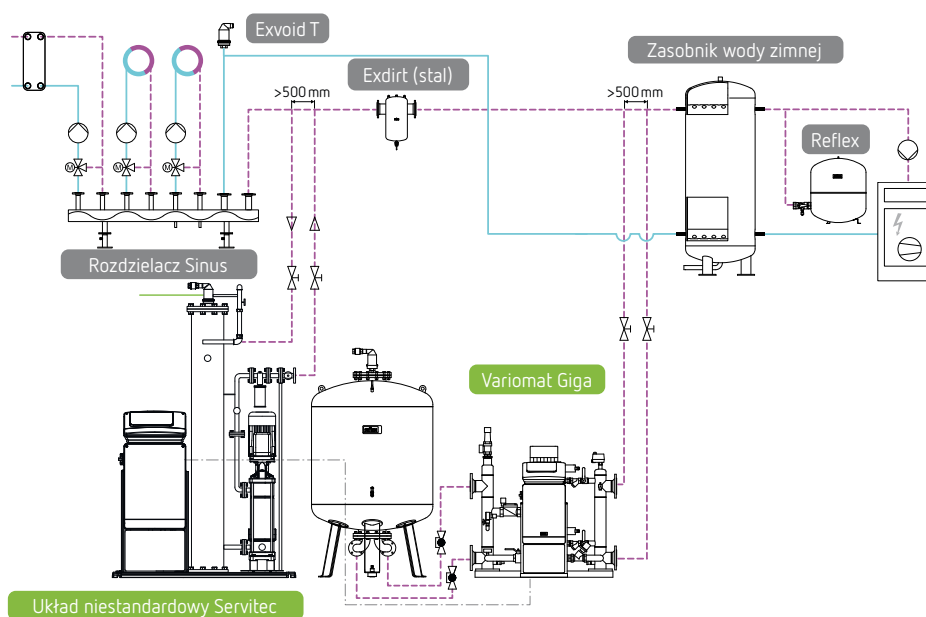 Exvoid T
Zasobnik wody zimnej
Exdirt (stal)
>500 mm
>500 mm
Reflex
M
M
Rozdzielacz Sinus
Variomat Giga
Układ niestandardowy Servitec